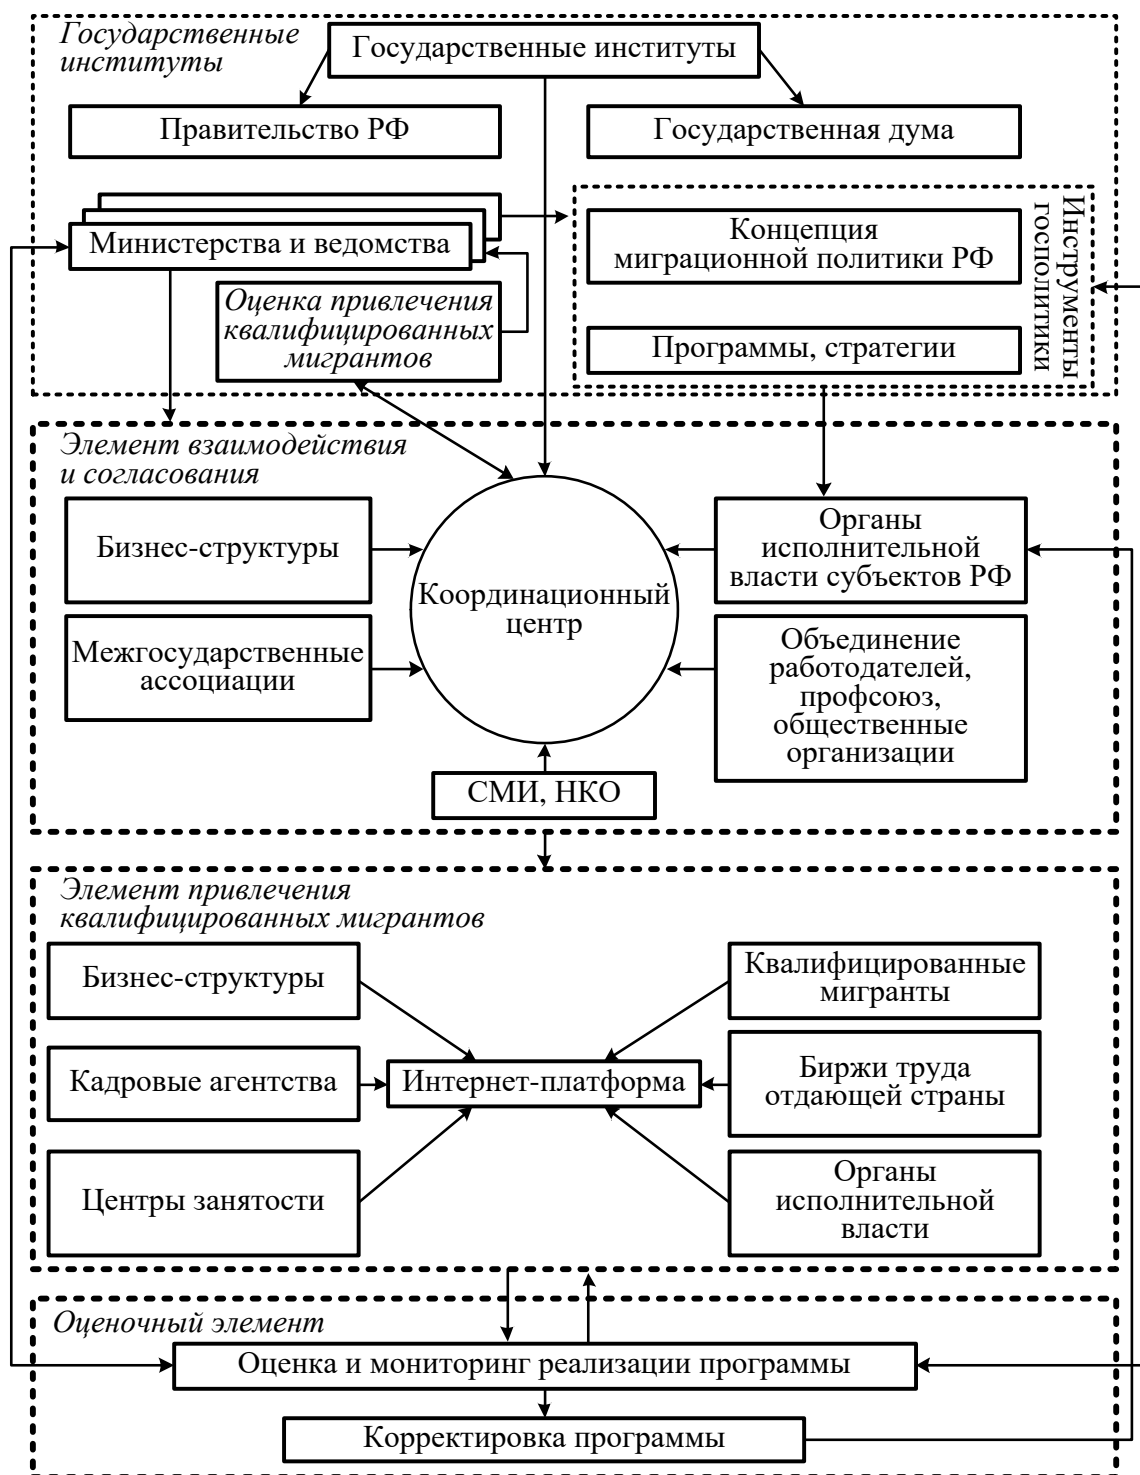 Государственные
институты
Государственные институты
Правительство РФ
Государственная дума
Министерства и ведомства
Концепция
миграционной политики РФ
Инструменты
госполитики
Оценка привлечения
квалифицированных
мигрантов
Программы, стратегии
Элемент взаимодействия
и согласования
Бизнес-структуры
Органы
исполнительной
власти субъектов РФ
Координационный
центр
Межгосударственные
ассоциации
Объединение
работодателей,
профсоюз,
общественные
организации
СМИ, НКО
Элемент привлечения
квалифицированных мигрантов
Бизнес-структуры
Квалифицированные
мигранты
Кадровые агентства
Интернет-платформа
Биржи труда
отдающей страны
Центры занятости
Органы
исполнительной
власти
Оценочный элемент
Оценка и мониторинг реализации программы
Корректировка программы